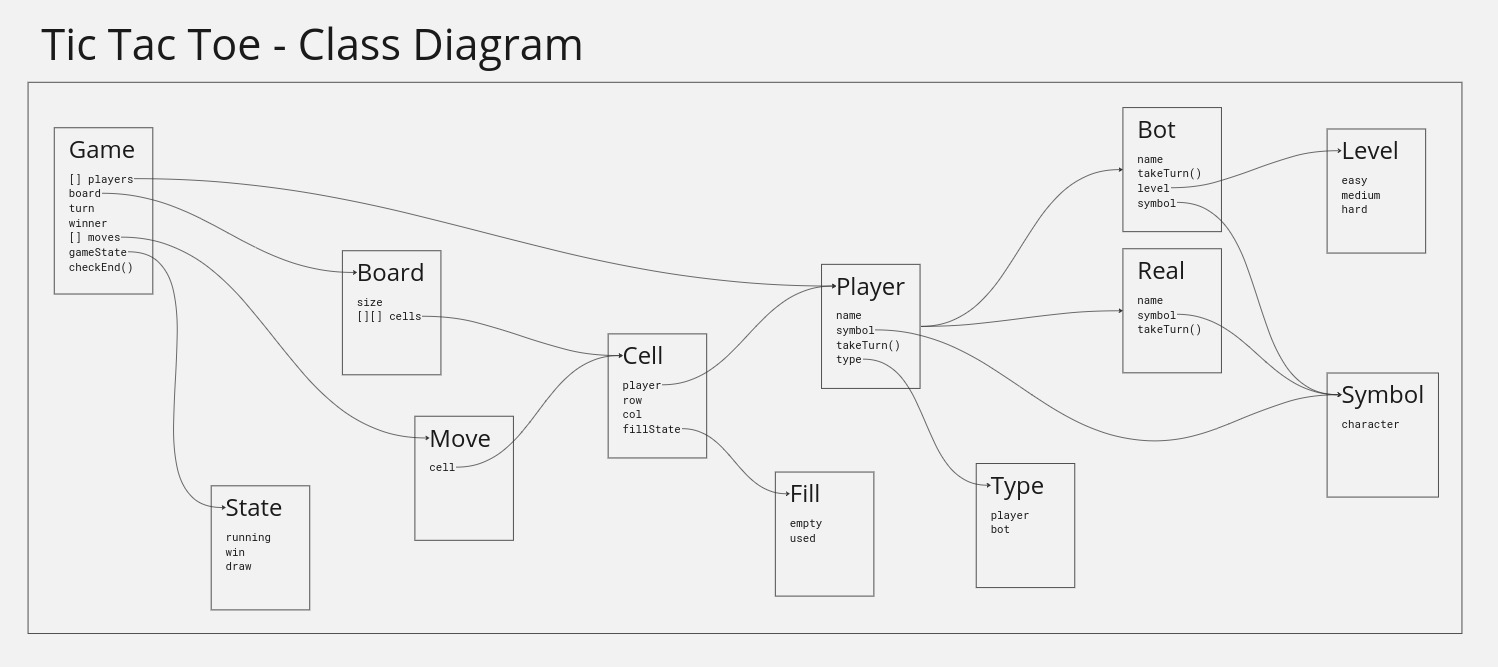 Tic Tac Toe - Class Diagram
Game
[] players
board
turn
winner
[] moves
gameState
checkEnd()
Board
size
[][] cells
State
running
win
draw
Move
cell
Cell
player
row
col
fillState
Fill
empty
used
Player
name
symbol
takeTurn()
type
Type
player
bot
Bot
name
takeTurn()
level
symbol
Real
name
symbol
takeTurn()
Level
easy
medium
hard
Symbol
character